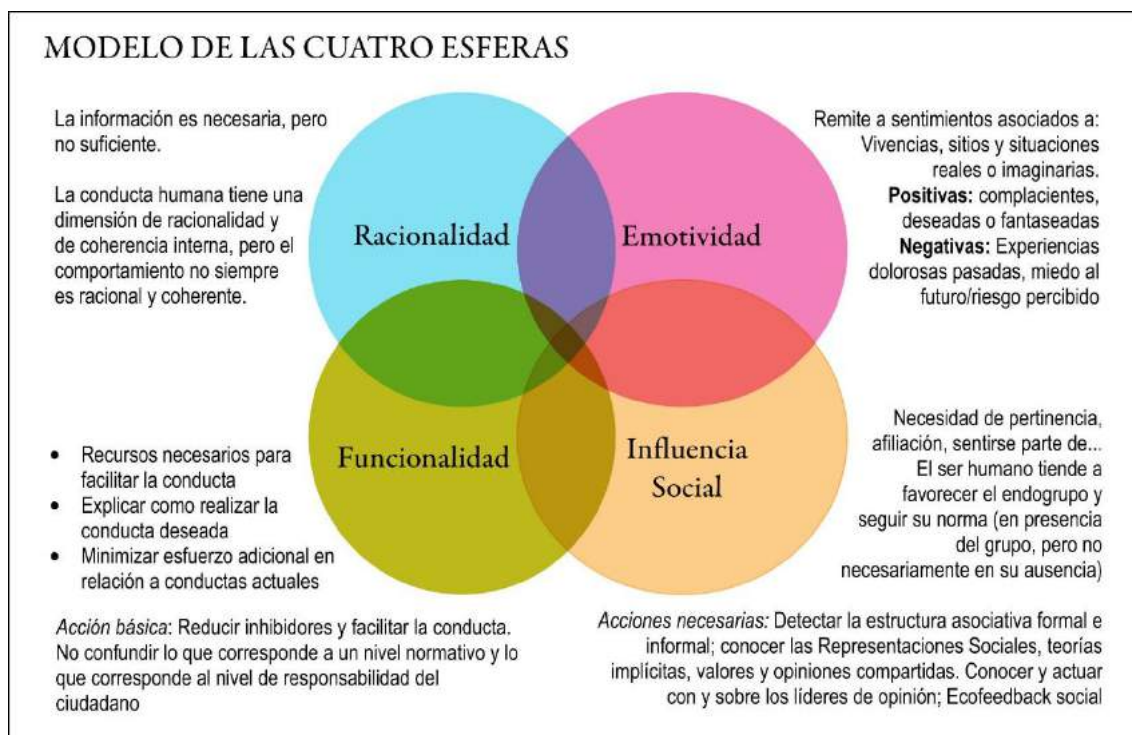 MODELO DE LAS CUATRO ESFERAS
La información es necesaria, pero
no suficiente.
La conducta humana tiene una
dimensión de racionalidad y
de coherencia interna, pero el
comportamiento no siempre
es racional y coherente.
Racionalidad
Emotividad
Remite a sentimientos asociados a:
Vivencias, sitios y situaciones
reales o imaginarias.
Positivas: complacientes,
deseadas o fantaseadas
Negativas: Experiencias
dolorosas pasadas, miedo al
futuro/riesgo percibido
• Recursos necesarios para
facilitar la conducta
• Explicar como realizar la
conducta deseada
• Minimizar esfuerzo adicional en
relación a conductas actuales
Acción básica: Reducir inhibidores y facilitar la conducta.
No confundir lo que corresponde a un nivel normativo y lo
que corresponde al nivel de responsabilidad del
ciudadano
Funcionalidad
Influencia
Social
Necesidad de pertinencia,
afiliación, sentirse parte de...
El ser humano tiende a
favorecer el endogrupo y
seguir su norma (en presencia
del grupo, pero no
necesariamente en su ausencia)
Acciones necesarias: Detectar la estructura asociativa formal e
informal; conocer las Representaciones Sociales, teorías
implícitas, valores y opiniones compartidas. Conocer y actuar
con y sobre los líderes de opinión; Ecofeedback social